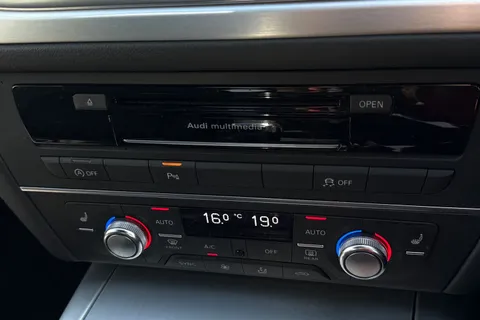 OPEN
Audi multimedia
A OFF P OFF
AUTO 16.0 °C 19.0 AUTO
A/C OFF